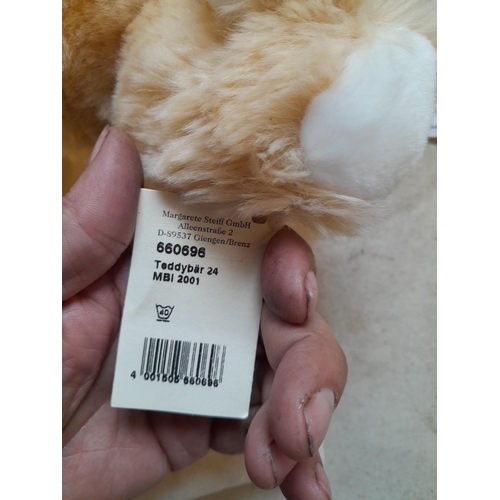 Margarete Steiff GmbH
Alleenstraße 2
D-89537 Giengen/Brenz
660696
Teddybär 24
MBI 2001
40
4 001505 660696